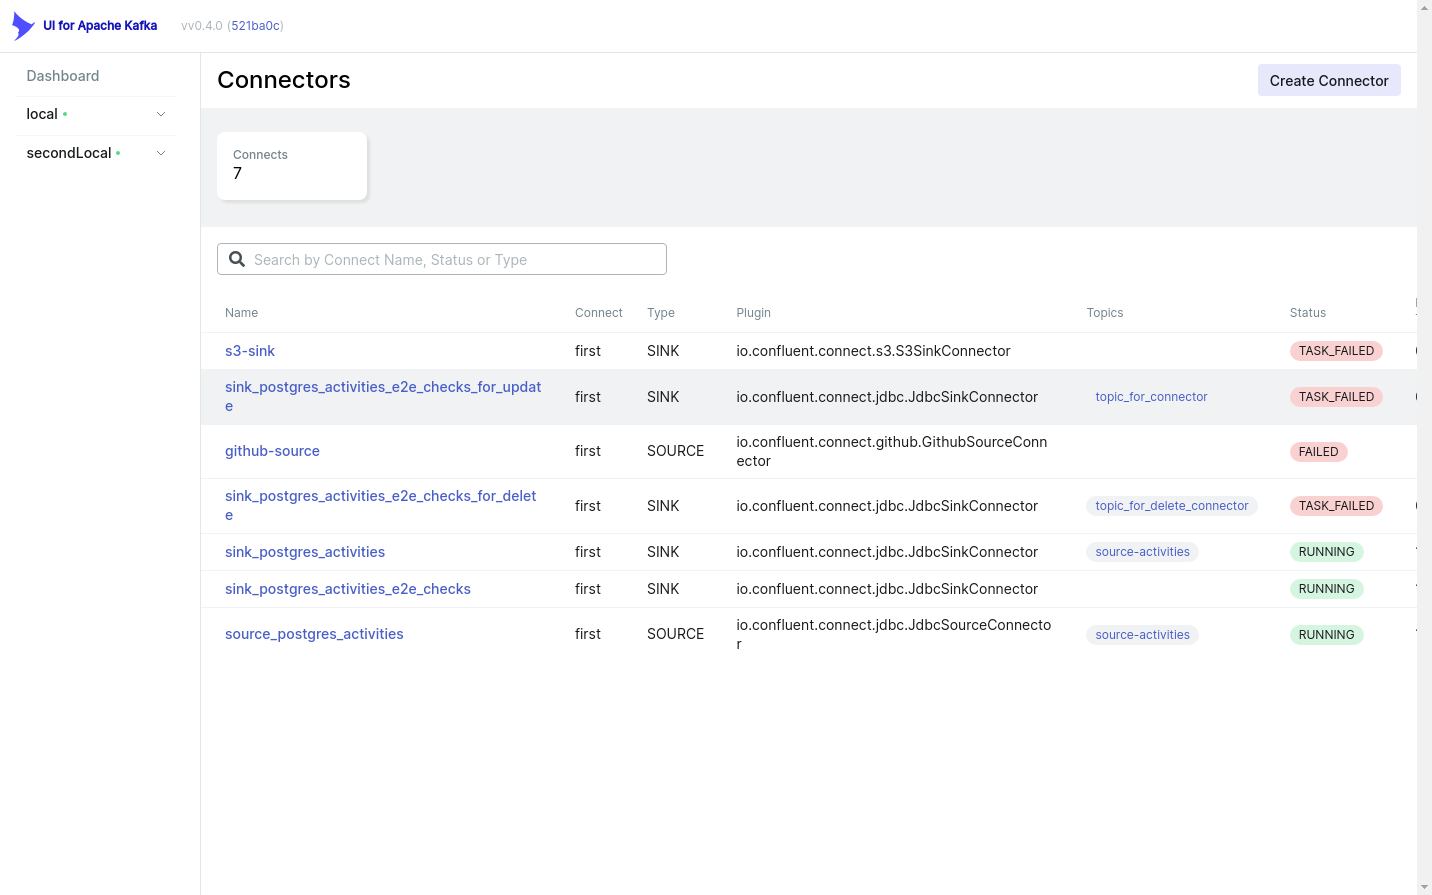 UI for Apache Kafka vv0.4.0 (521ba0c)
Dashboard
local
secondLocal
Connectors
Create Connector
Connects
7
Search by Connect Name, Status or Type
Name Connect Type Plugin Topics Status
s3-sink first SINK io.confluent.connect.s3.S3SinkConnector TASK_FAILED
sink_postgres_activities_e2e_checks_for_updat
e first SINK io.confluent.connect.jdbc.JdbcSinkConnector topic_for_connector TASK_FAILED
github-source first SOURCE io.confluent.connect.github.GithubSourceConn
ector FAILED
sink_postgres_activities_e2e_checks_for_delet
e first SINK io.confluent.connect.jdbc.JdbcSinkConnector topic_for_delete_connector TASK_FAILED
sink_postgres_activities first SINK io.confluent.connect.jdbc.JdbcSinkConnector source-activities RUNNING
sink_postgres_activities_e2e_checks first SINK io.confluent.connect.jdbc.JdbcSinkConnector RUNNING
source_postgres_activities first SOURCE io.confluent.connect.jdbc.JdbcSourceConnecto
r source-activities RUNNING